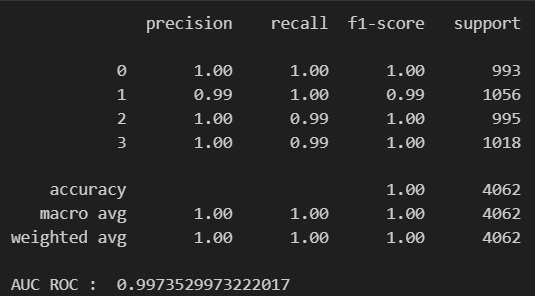 precision recall f1-score support
0 1.00 1.00 1.00 993
1 0.99 1.00 0.99 1056
2 1.00 0.99 1.00 995
3 1.00 0.99 1.00 1018
accuracy 1.00 4062
macro avg 1.00 1.00 1.00 4062
weighted avg 1.00 1.00 1.00 4062
AUC ROC : 0.9973529973222017